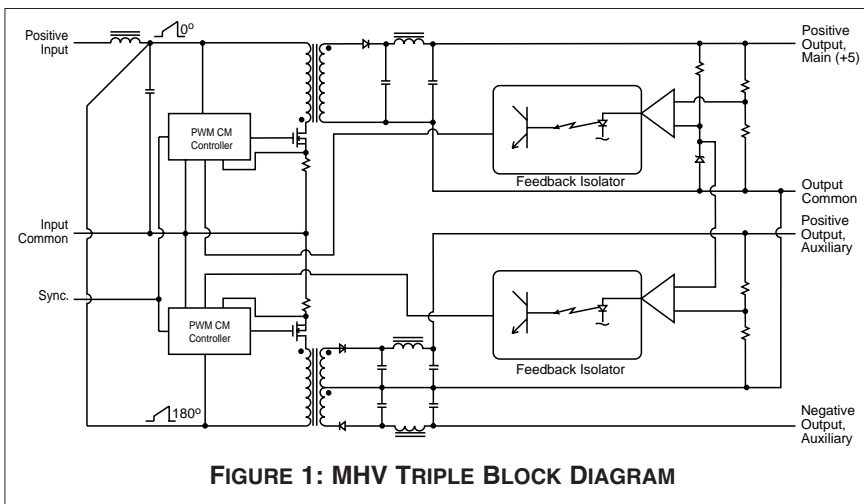 Positive
Input
0º
Positive
Output,
Main (+5)
PWM CM
Controller
Feedback Isolator
Output
Common
Input
Common
Positive
Output,
Auxiliary
Sync.
PWM CM
Controller
Feedback Isolator
180º
Negative
Output,
Auxiliary
FIGURE 1: MHV TRIPLE BLOCK DIAGRAM